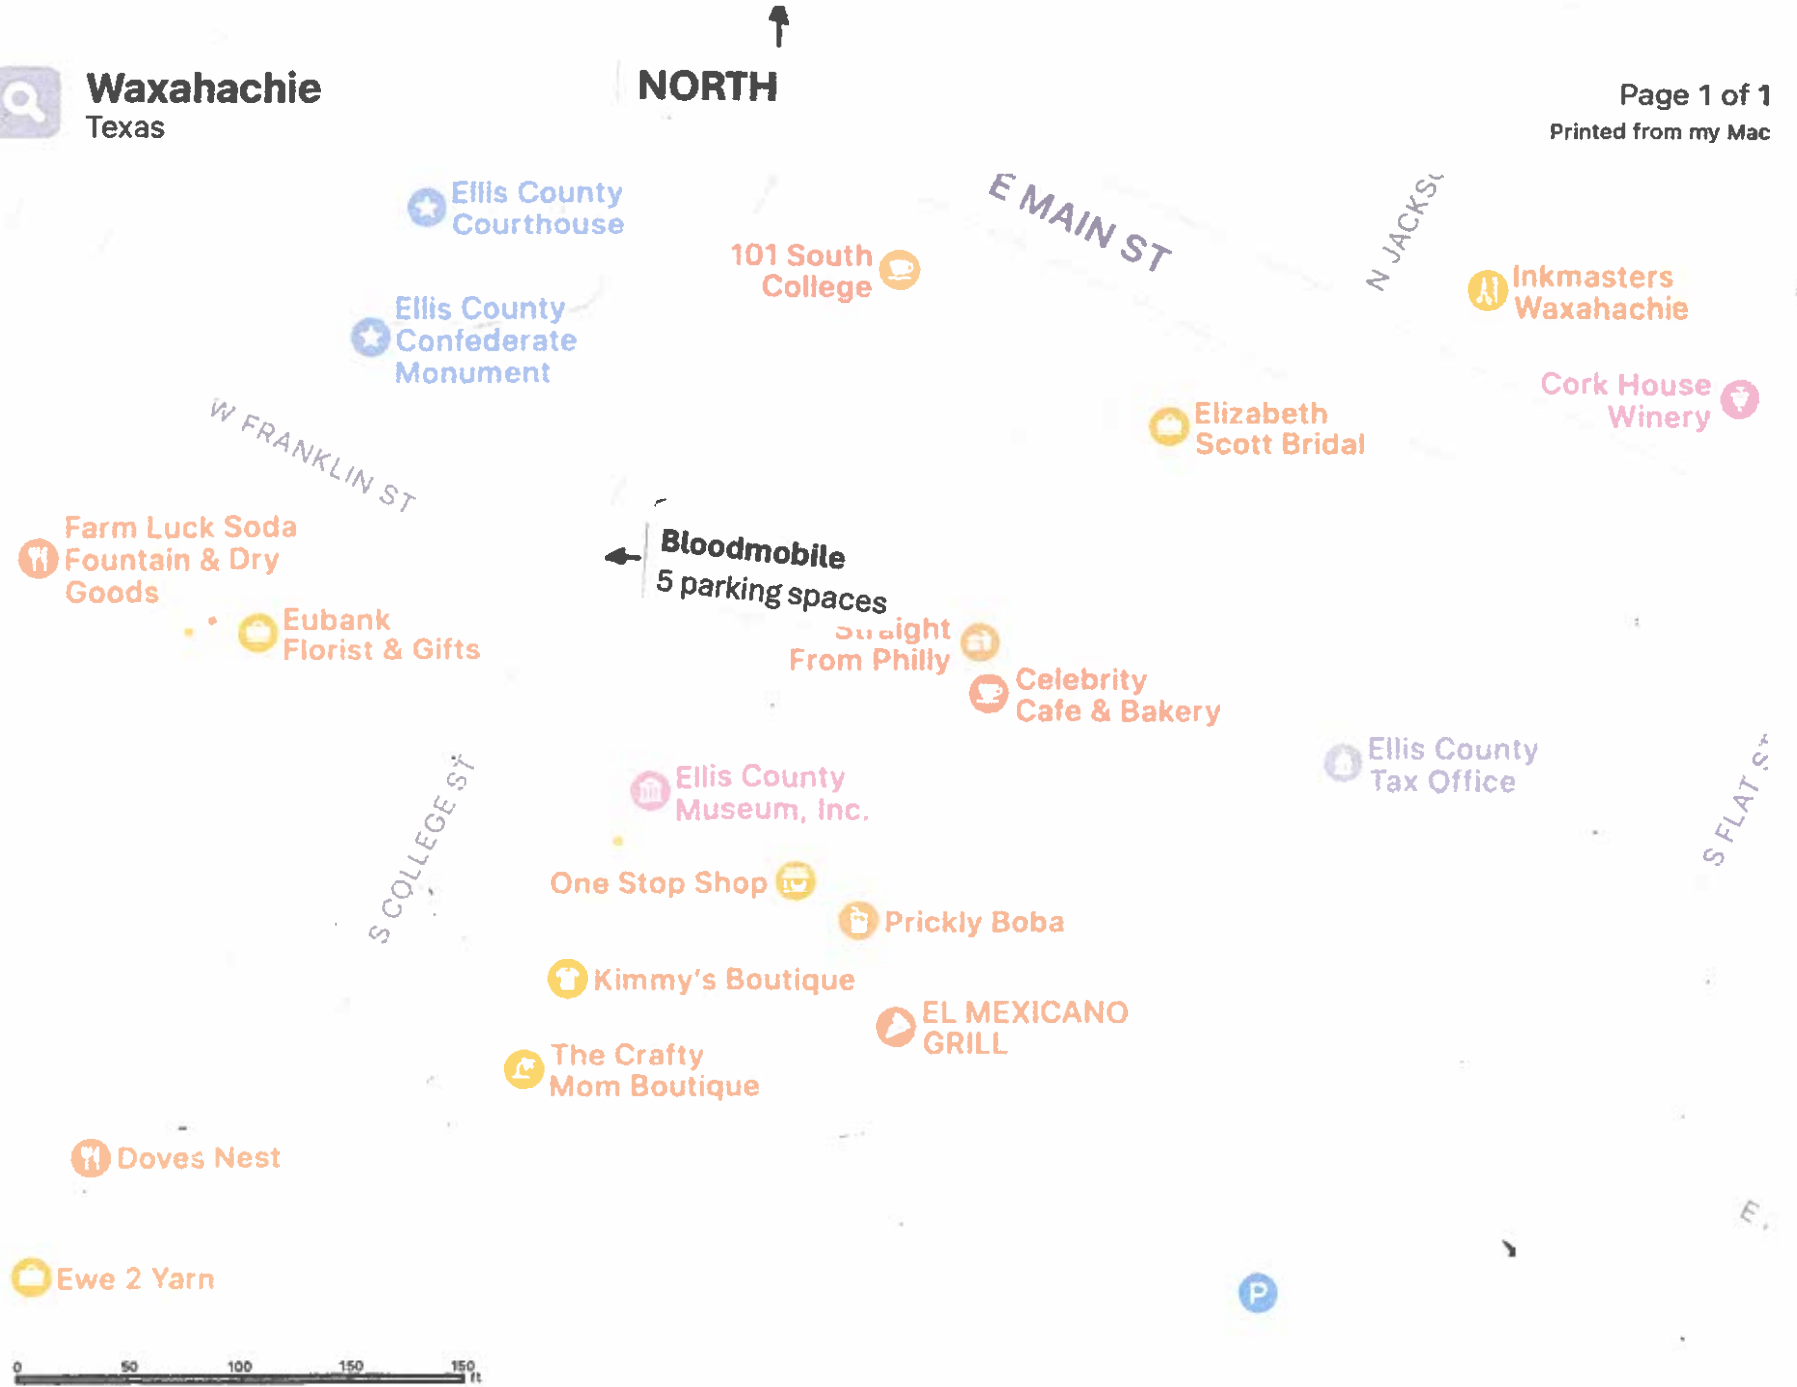 NORTH
Waxahachie
Texas
Page 1 of 1
Printed from my Mac
Ellis County
Courthouse
E MAIN ST
101 South
College
Inkmasters
Waxahachie
Ellis County
Confederate
Monument
Cork House
Winery
Elizabeth
Scott Bridal
W FRANKLIN ST
Farm Luck Soda
Fountain & Dry
Goods
Bloodmobile
5 parking spaces
Eubank
Florist & Gifts
From Philly
Celebrity
Cafe & Bakery
Ellis County
Tax Office
Ellis County
Museum, Inc.
S FLAT ST
S COLLEGE ST
One Stop Shop
Prickly Boba
Kimmy's Boutique
EL MEXICANO
GRILL
The Crafty
Mom Boutique
Doves Nest
Ewe 2 Yarn
P
0 50 100 150 150
ft